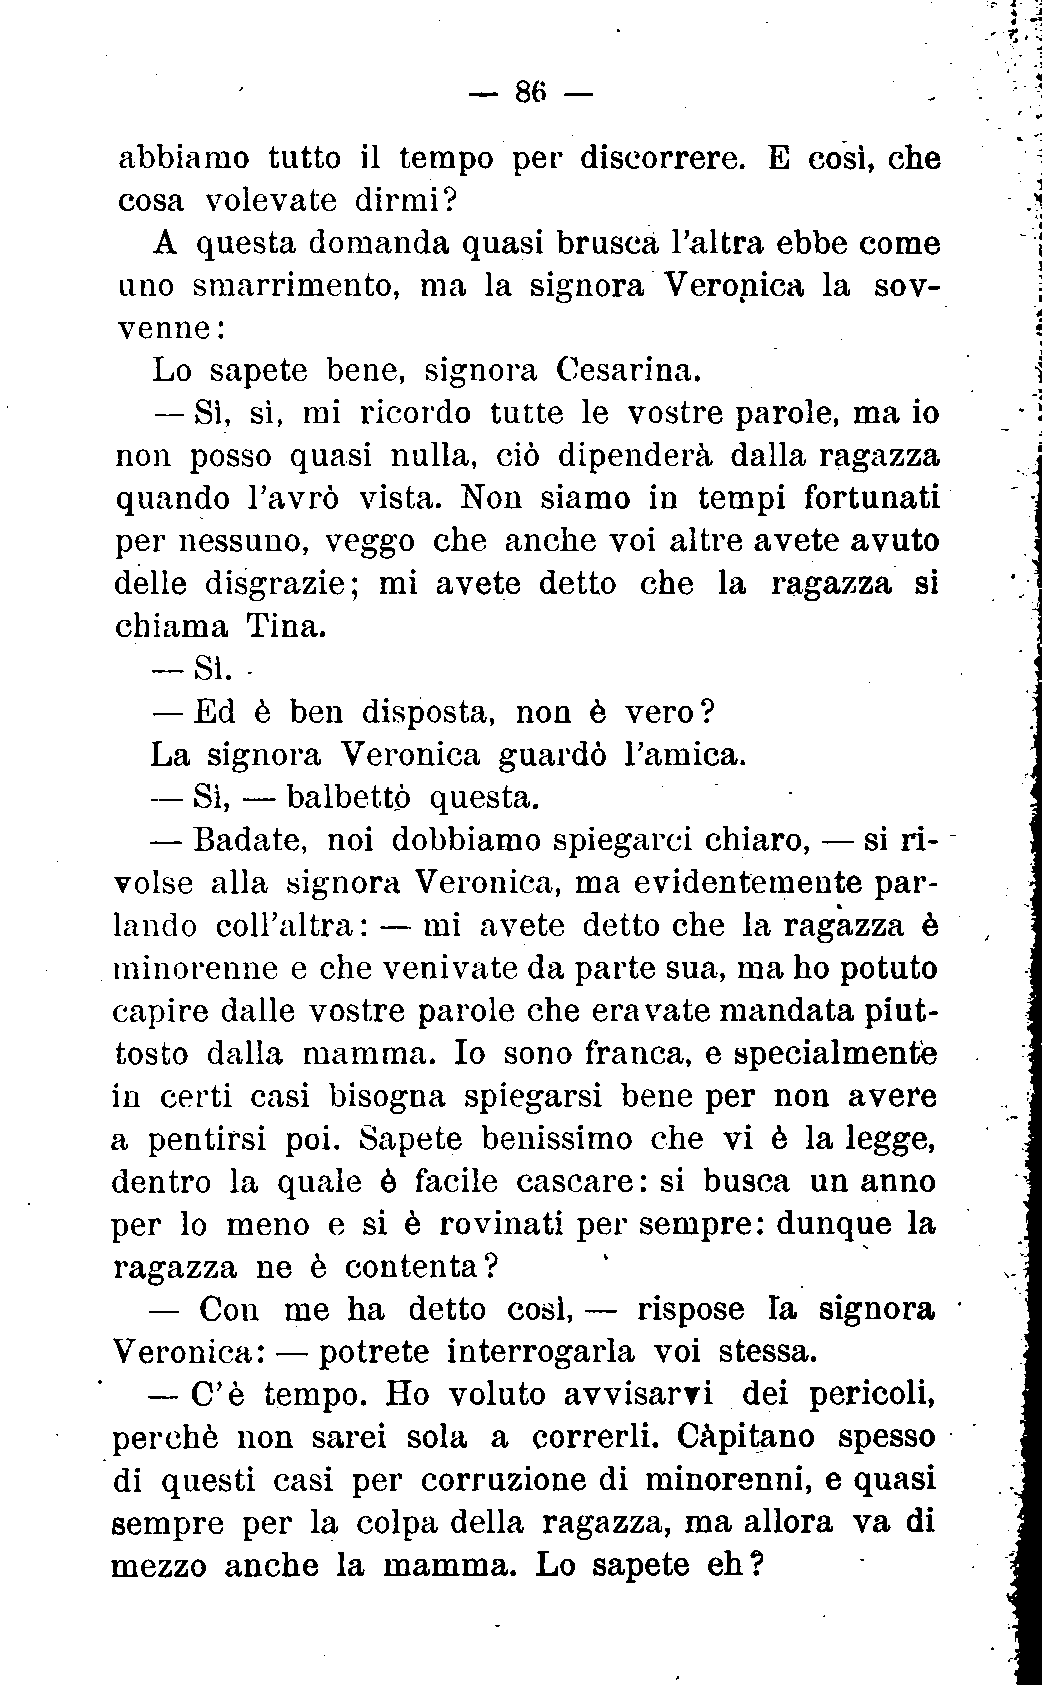 — 86 —
abbiamo tutto il tempo per discorrere. E così, che
cosa volevate dirmi?
A questa domanda quasi brusca l'altra ebbe come
uno smarrimento, ma la signora Veronica la sov-
venne:
Lo sapete bene, signora Cesarina.
— Sì, sì, mi ricordo tutte le vostre parole, ma io
non posso quasi nulla, ciò dipenderà dalla ragazza
quando l'avrò vista. Non siamo in tempi fortunati
per nessuno, veggo che anche voi altre avete avuto
delle disgrazie; mi avete detto che la ragazza si
chiama Tina.
— Sì.
— Ed è ben disposta, non è vero?
La signora Veronica guardò l'amica.
— Sì, — balbettò questa.
— Badate, noi dobbiamo spiegarci chiaro, — si ri-
volse alla signora Veronica, ma evidentemente par-
lando coll'altra: — mi avete detto che la ragazza è
minorenne e che venivate da parte sua, ma ho potuto
capire dalle vostre parole che eravate mandata piut-
tosto dalla mamma. Io sono franca, e specialmente
in certi casi bisogna spiegarsi bene per non avere
a pentirsi poi. Sapete benissimo che vi è la legge,
dentro la quale è facile cascare: si busca un anno
per lo meno e si è rovinati per sempre: dunque la
ragazza ne è contenta?
— Con me ha detto così, — rispose la signora
Veronica: — potrete interrogarla voi stessa.
— C'è tempo. Ho voluto avvisarvi dei pericoli,
perchè non sarei sola a correrli. Càpitano spesso
di questi casi per corruzione di minorenni, e quasi
sempre per la colpa della ragazza, ma allora va di
mezzo anche la mamma. Lo sapete eh?